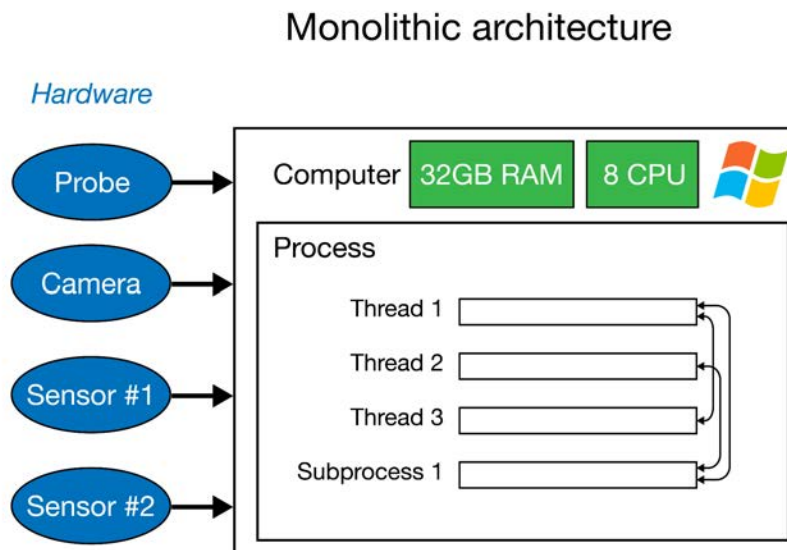 Monolithic architecture
Hardware
Probe
Camera
Sensor #1
Sensor #2
Computer 32GB RAM 8 CPU
Process
Thread 1
Thread 2
Thread 3
Subprocess 1